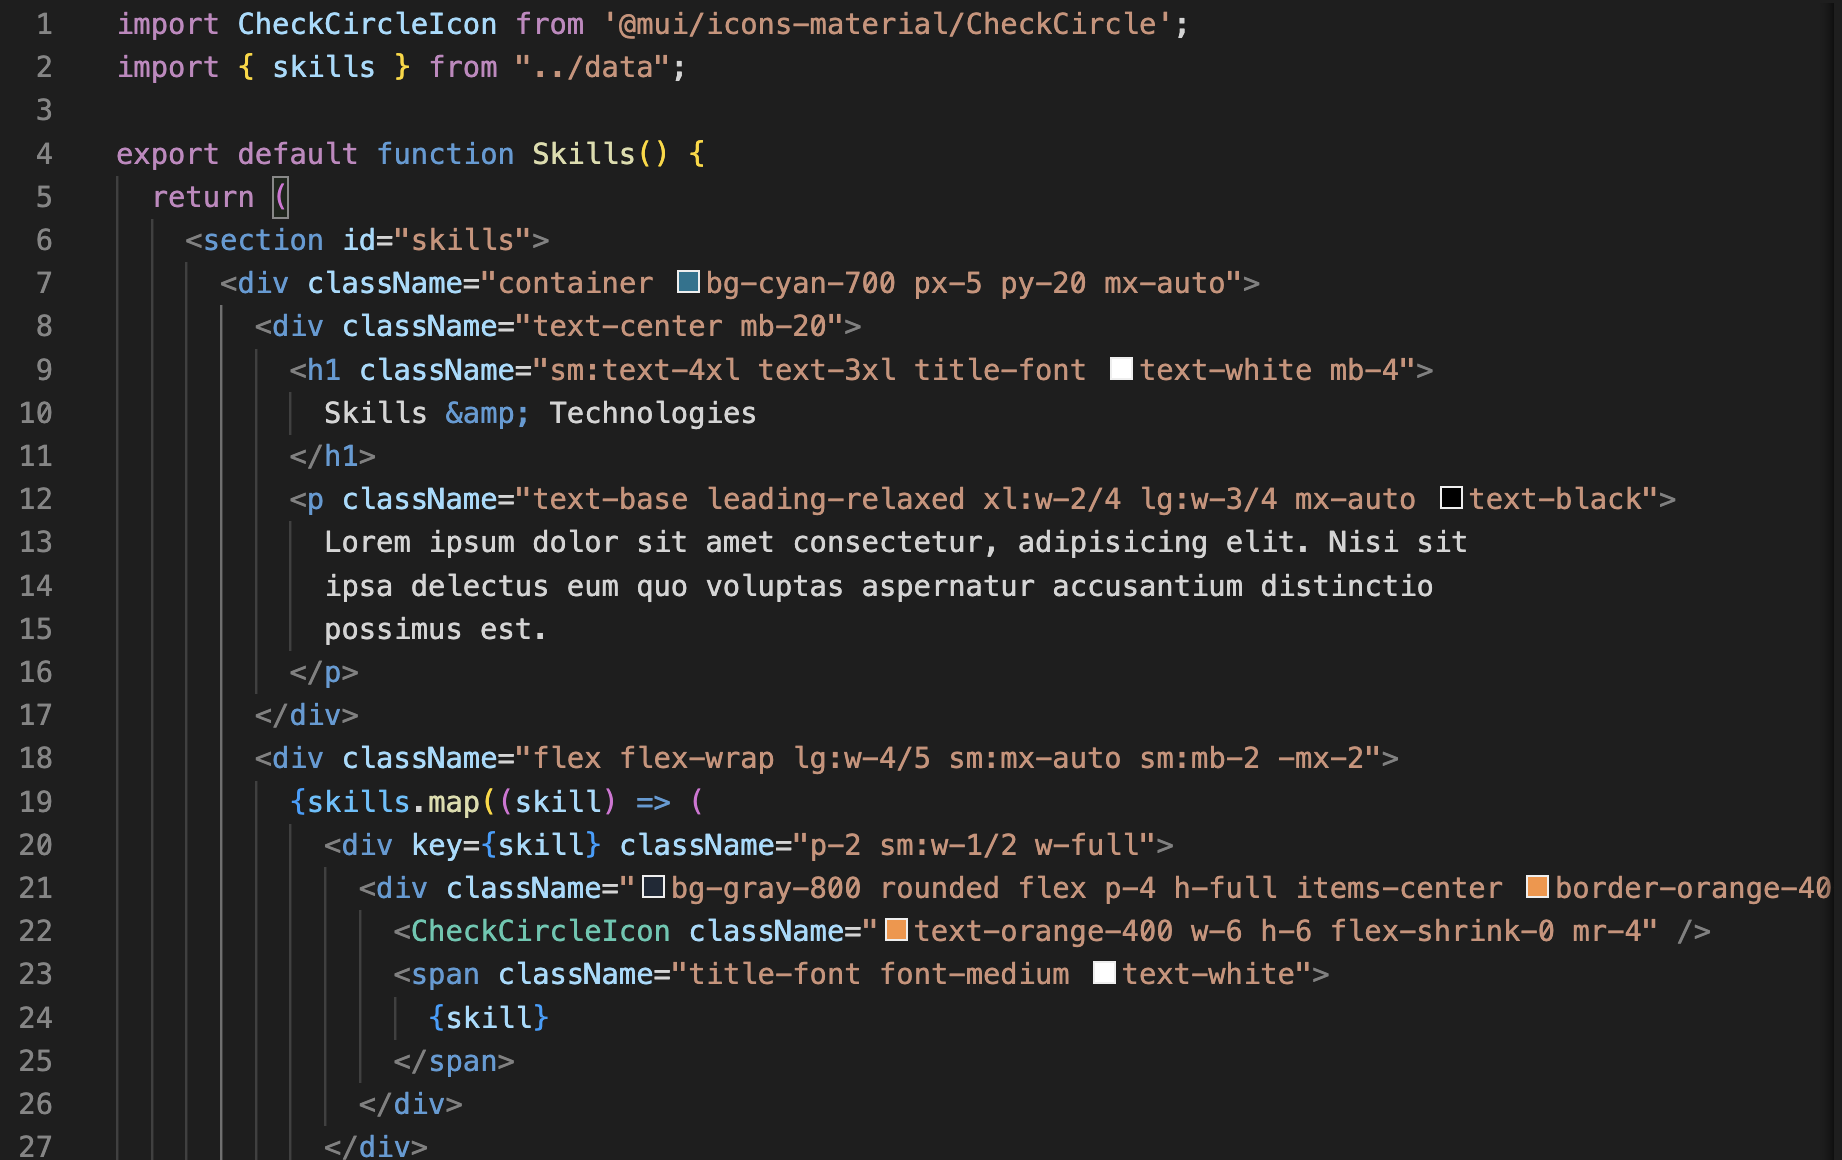 1 import CheckCircleIcon from '@mui/icons-material/CheckCircle';
2 import { skills } from "../data";
3
4 export default function Skills() {
5   return (
6     <section id="skills">
7       <div className="container bg-cyan-700 px-5 py-20 mx-auto">
8         <div className="text-center mb-20">
9           <h1 className="sm:text-4xl text-3xl title-font text-white mb-4">
10             Skills &amp; Technologies
11           </h1>
12           <p className="text-base leading-relaxed xl:w-2/4 lg:w-3/4 mx-auto text-black">
13             Lorem ipsum dolor sit amet consectetur, adipisicing elit. Nisi sit
14             ipsa delectus eum quo voluptas aspernatur accusantium distinctio
15             possimus est.
16           </p>
17         </div>
18         <div className="flex flex-wrap lg:w-4/5 sm:mx-auto sm:mb-2 -mx-2">
19           {skills.map((skill) => (
20             <div key={skill} className="p-2 sm:w-1/2 w-full">
21               <div className="bg-gray-800 rounded flex p-4 h-full items-center border-orange-40
22                 <CheckCircleIcon className="text-orange-400 w-6 h-6 flex-shrink-0 mr-4" />
23                 <span className="title-font font-medium text-white">
24                   {skill}
25                 </span>
26               </div>
27             </div>